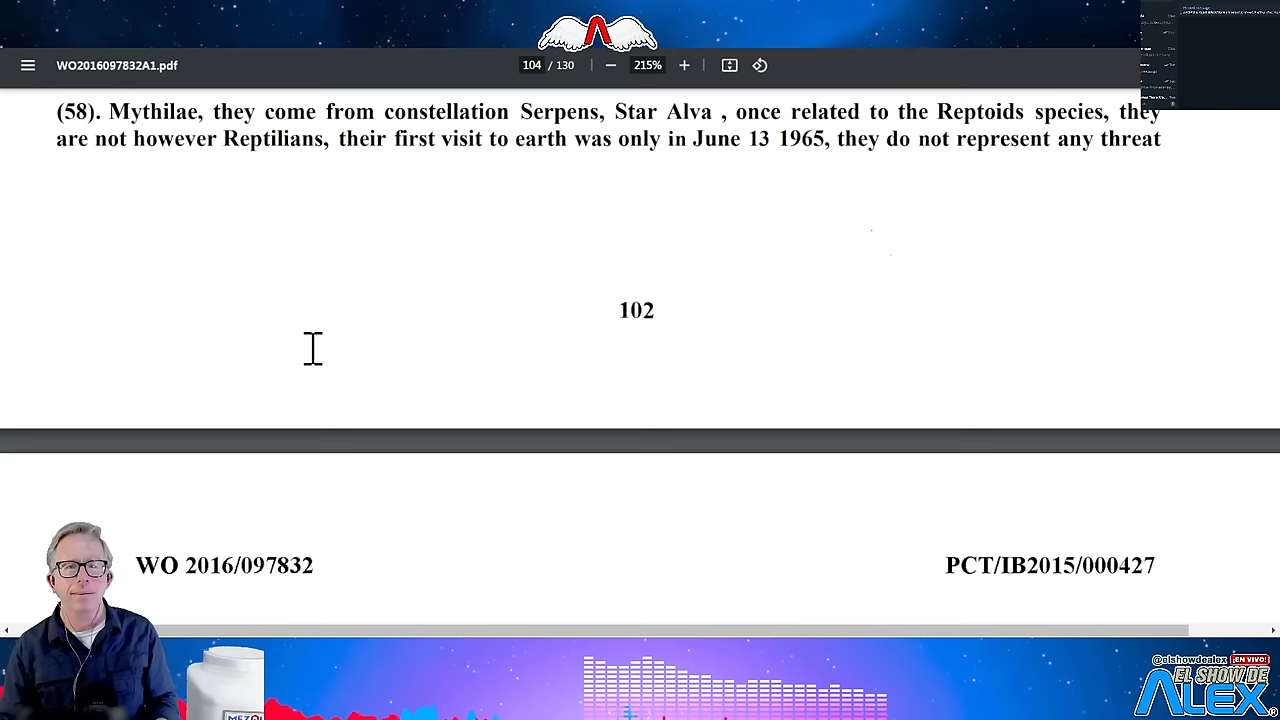 WO2016097832A1.pdf
104 / 130
215%
(58). Mythilae, they come from constellation Serpens, Star Alva , once related to the Reptoids species, they
are not however Reptilians, their first visit to earth was only in June 13 1965, they do not represent any threat
102
WO 2016/097832
PCT/IB2015/000427
@elshowdealex ¡EN VIVO!
EL SHOW DE
ALEX